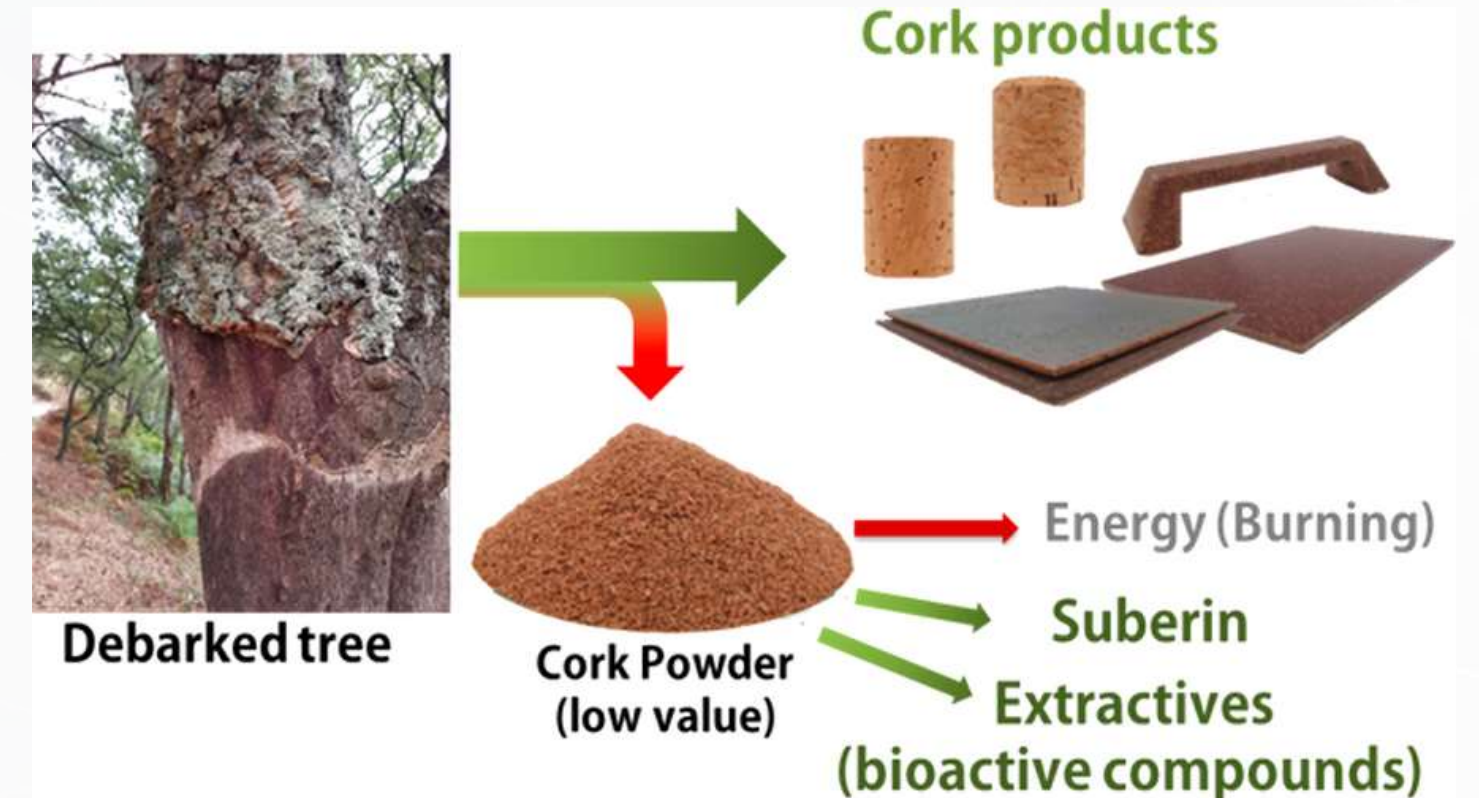 Cork products
Debarked tree
Cork Powder
(low value)
Energy (Burning)
Suberin
Extractives
(bioactive compounds)